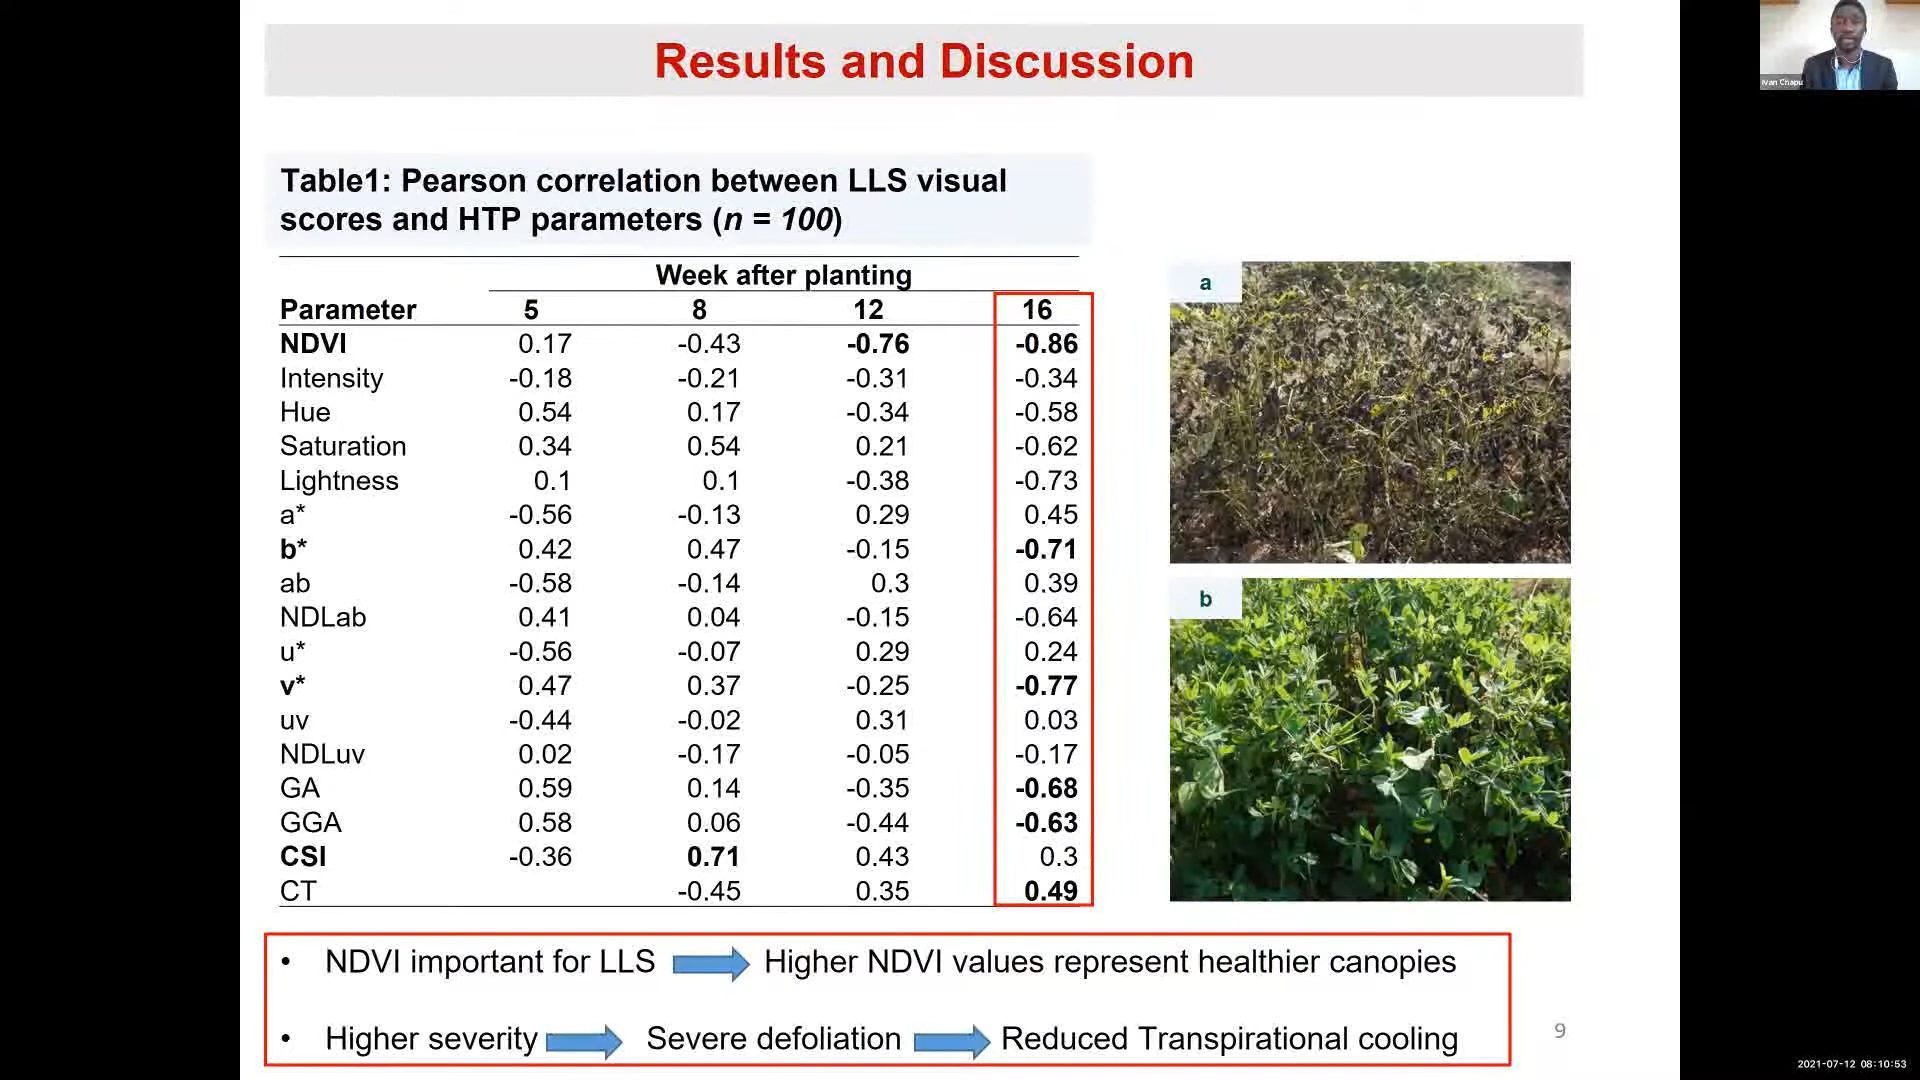 Results and Discussion
Ivan Chapu
Table1: Pearson correlation between LLS visual
scores and HTP parameters (n = 100)
Week after planting
Parameter 5 8 12 16
NDVI 0.17 -0.43 -0.76 -0.86
Intensity -0.18 -0.21 -0.31 -0.34
Hue 0.54 0.17 -0.34 -0.58
Saturation 0.34 0.54 0.21 -0.62
Lightness 0.1 0.1 -0.38 -0.73
a* -0.56 -0.13 0.29 0.45
b* 0.42 0.47 -0.15 -0.71
ab -0.58 -0.14 0.3 0.39
NDLab 0.41 0.04 -0.15 -0.64
u* -0.56 -0.07 0.29 0.24
v* 0.47 0.37 -0.25 -0.77
uv -0.44 -0.02 0.31 0.03
NDLuv 0.02 -0.17 -0.05 -0.17
GA 0.59 0.14 -0.35 -0.68
GGA 0.58 0.06 -0.44 -0.63
CSI -0.36 0.71 0.43 0.3
CT -0.45 0.35 0.49
a
b
• NDVI important for LLS Higher NDVI values represent healthier canopies
• Higher severity Severe defoliation Reduced Transpirational cooling
9
2021-07-12 08:10:53